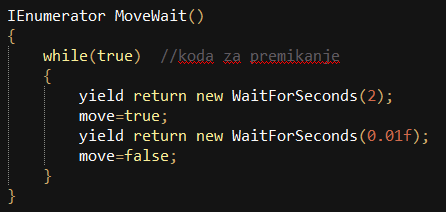 IEnumerator MoveWait()
{
while(true) //koda za premikanje
{
yield return new WaitForSeconds(2);
move=true;
yield return new WaitForSeconds(0.01f);
move=false;
}
}